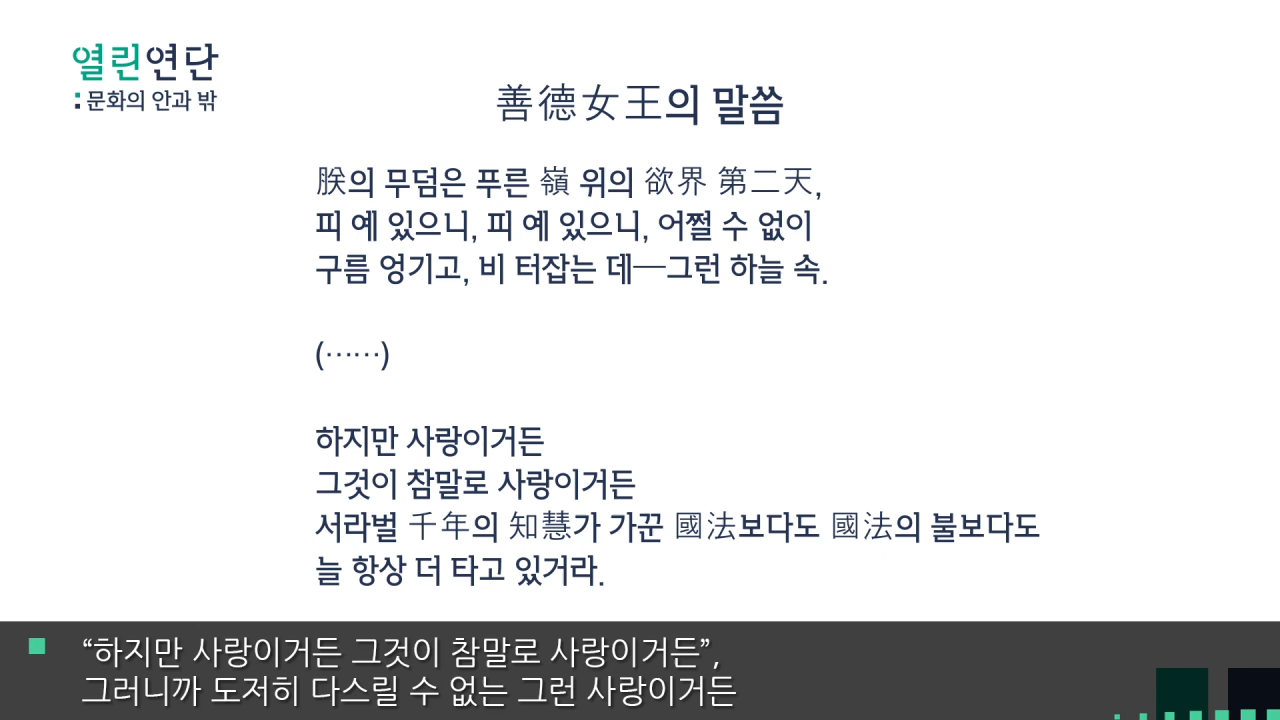 열린연단
:문화의 안과 밖
善德女王의 말씀
朕의 무덤은 푸른 嶺 위의 欲界 第二天,
피 예 있으니, 피 예 있으니, 어쩔 수 없이
구름 엉기고, 비 터잡는 데──그런 하늘 속.
(……)
하지만 사랑이거든
그것이 참말로 사랑이거든
서라벌 千年의 知慧가 가꾼 國法보다도 國法의 불보다도
늘 항상 더 타고 있거라.
“하지만 사랑이거든 그것이 참말로 사랑이거든”,
그러니까 도저히 다스릴 수 없는 그런 사랑이거든